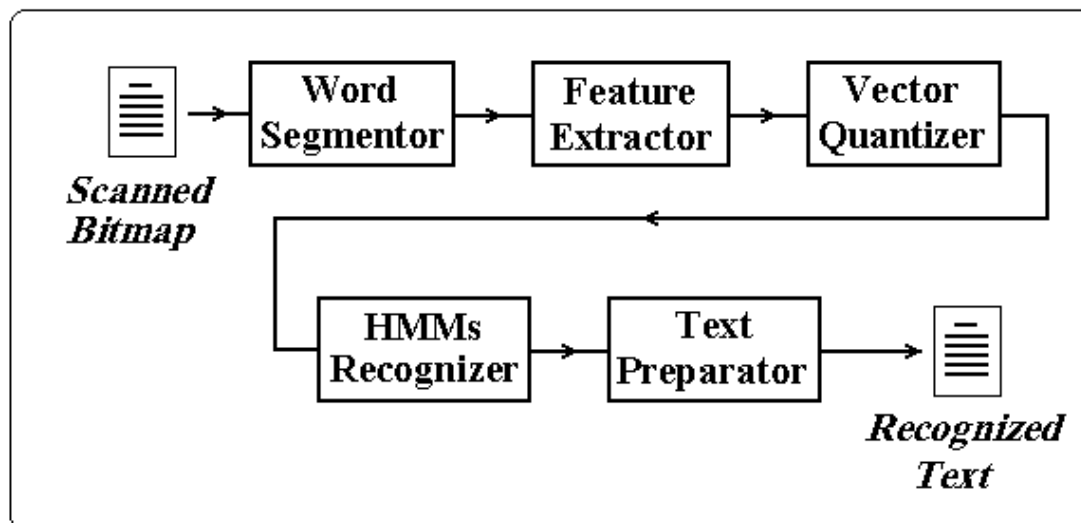 Word
Segmentor
Feature
Extractor
Vector
Quantizer
Scanned
Bitmap
HMMs
Recognizer
Text
Preparator
Recognized
Text